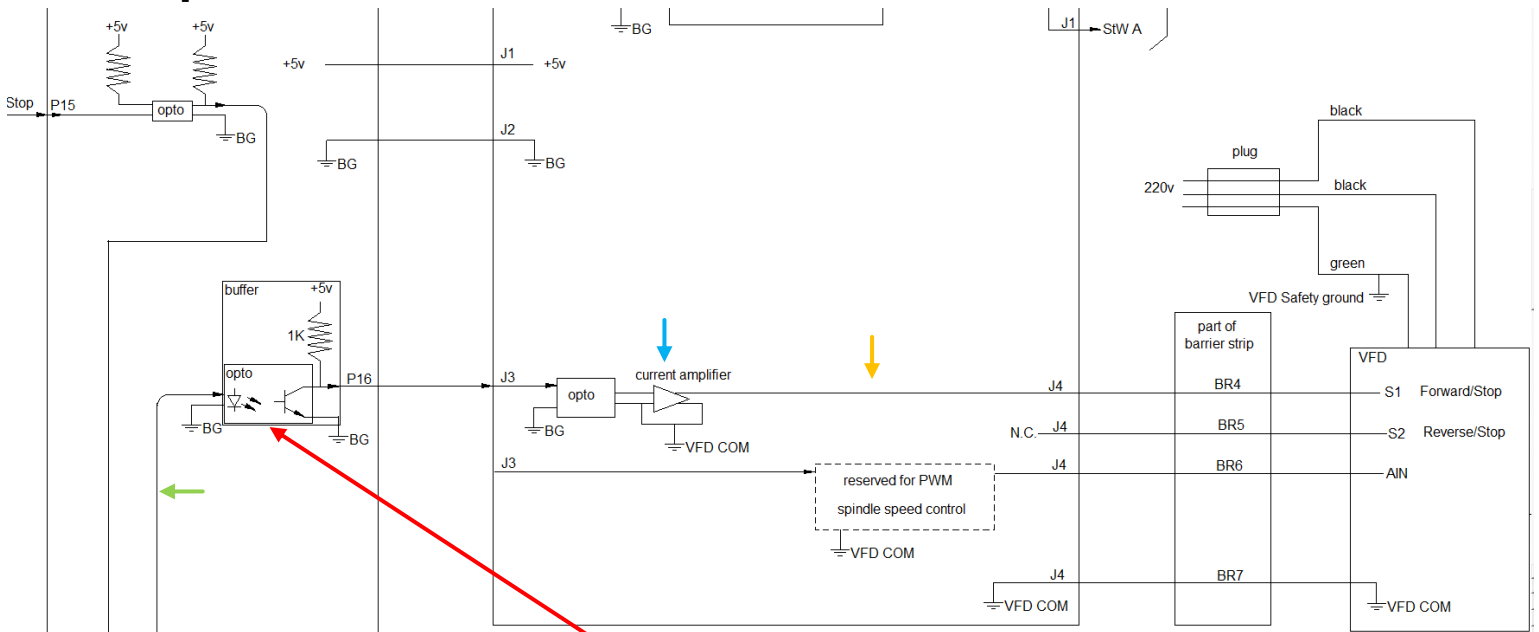 +5v
+5v
Stop
P15
opto
BG
+5v
J1
+5v
J2
BG
BG
BG
J1
StW A
black
plug
220v
black
green
VFD Safety ground
buffer
+5v
1K
opto
P16
BG
BG
J3
opto
current amplifier
BG
VFD COM
J3
reserved for PWM
spindle speed control
VFD COM
part of
barrier strip
VFD
J4
BR4
S1
Forward/Stop
N.C.
J4
BR5
S2
Reverse/Stop
J4
BR6
AIN
J4
BR7
VFD COM
VFD COM